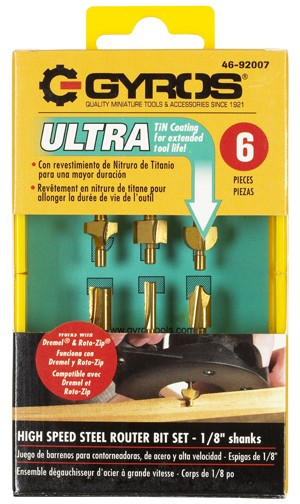 46-92007
GYROS®
QUALITY MINIATURE TOOLS & ACCESSORIES SINCE 1921
ULTRA
TiN Coating
for extended
tool life!
• Con revestimiento de Nitruro de Titanio
para una mayor duración
• Revêtement en nitrure de titane pour
allonger la durée de vie de l'outil
6
PIECES
PIEZAS
www.gyrostools.com
Works with
Dremel® & Roto-Zip®
Funciona con
Dremel y
Roto-Zip®
Compatible avec
Dremel et
Roto-Zip®
HIGH SPEED STEEL ROUTER BIT SET - 1/8" shanks
Juego de barrenos para contorneadoras, de acero y alta velocidad - Espigas de 1/8"
Ensemble dégauchisseur d'acier à grande vitesse - Corps de 1/8 po